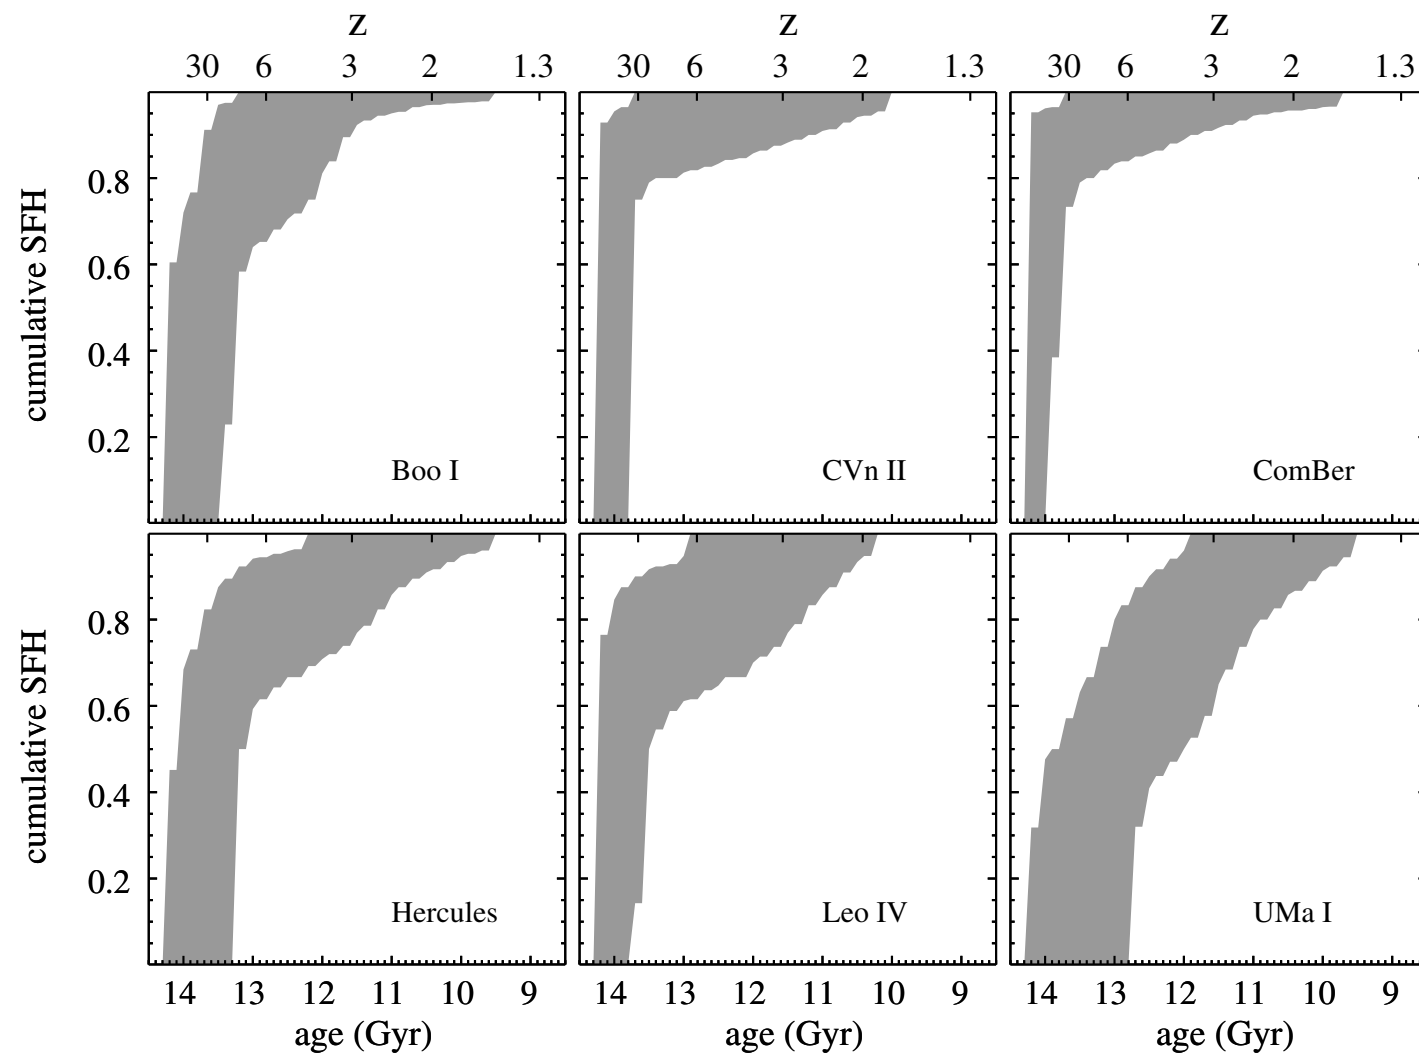 z z z
30 6 3 2 1.3 30 6 3 2 1.3 30 6 3 2 1.3
cumulative SFH
0.8
0.6
0.4
0.2
Boo I CVn II ComBer
cumulative SFH
0.8
0.6
0.4
0.2
Hercules Leo IV UMa I
14 13 12 11 10 9 14 13 12 11 10 9 14 13 12 11 10 9
age (Gyr) age (Gyr) age (Gyr)